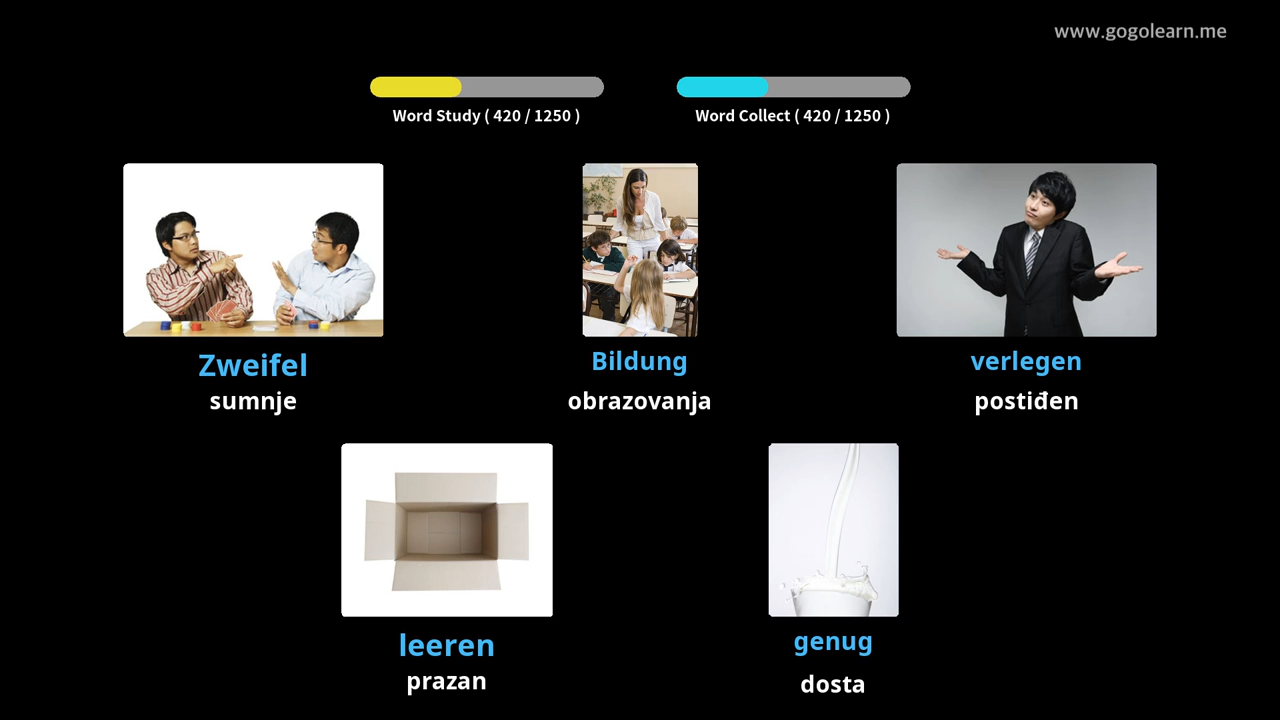 www.gogolearn.me
Word Study ( 420 / 1250 )
Word Collect ( 420 / 1250 )
Zweifel
sumnje
Bildung
obrazovanja
verlegen
postiđen
leeren
prazan
genug
dosta